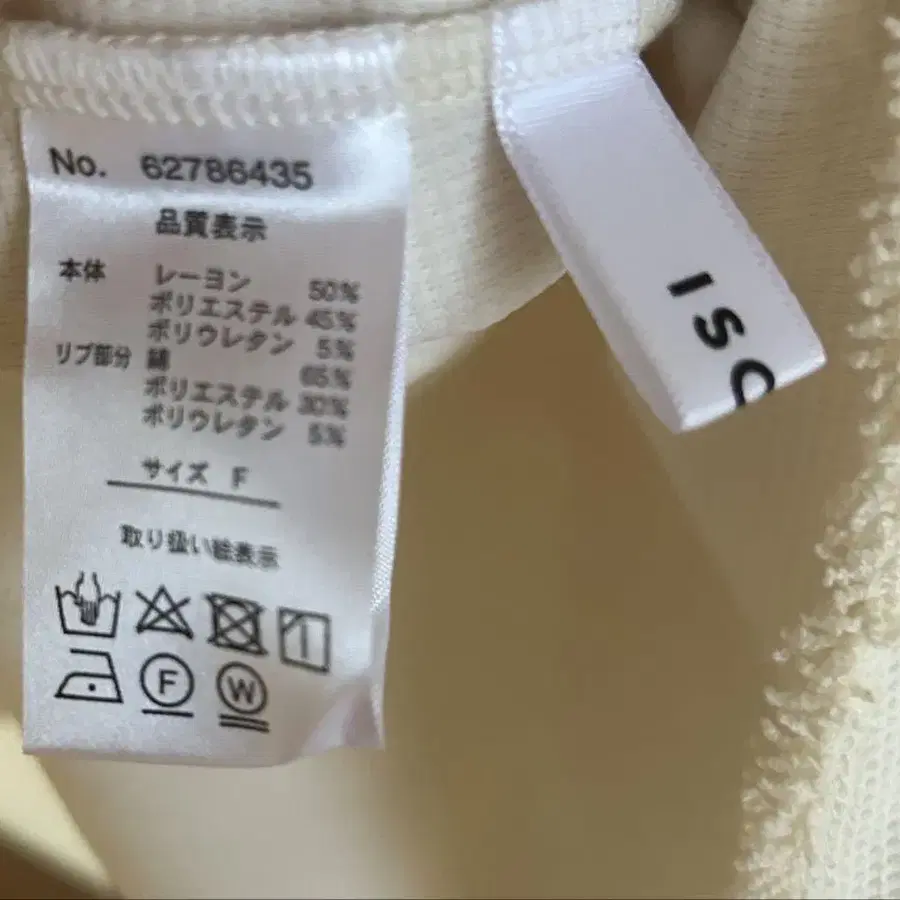 No. 62786435
品質表示
本体 レーヨン 50%
ポリエステル 45%
ポリウレタン 5%
リブ部分 綿 65%
ポリエステル 30%
ポリウレタン 5%
サイズ F
取り扱い絵表示
F W
ISC